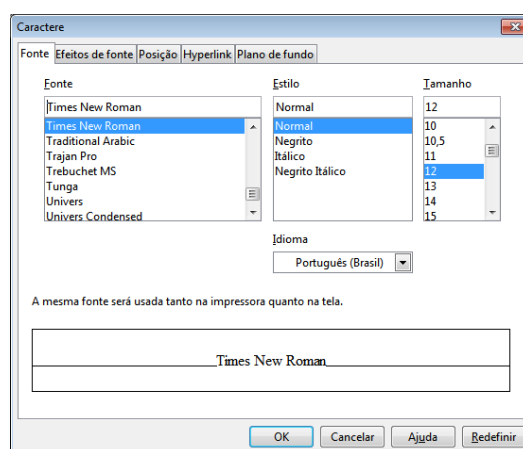 Caractere
Fonte Efeitos de fonte Posição Hyperlink Plano de fundo
Fonte Estilo Tamanho
Times New Roman Normal 12
Times New Roman Normal 10
Traditional Arabic Negrito 10,5
Trajan Pro Itálico 11
Trebuchet MS Negrito Itálico 12
Tunga 13
Univers 14
Univers Condensed 15
Idioma
Português (Brasil)
A mesma fonte será usada tanto na impressora quanto na tela.
Times New Roman
OK Cancelar Ajuda Redefinir